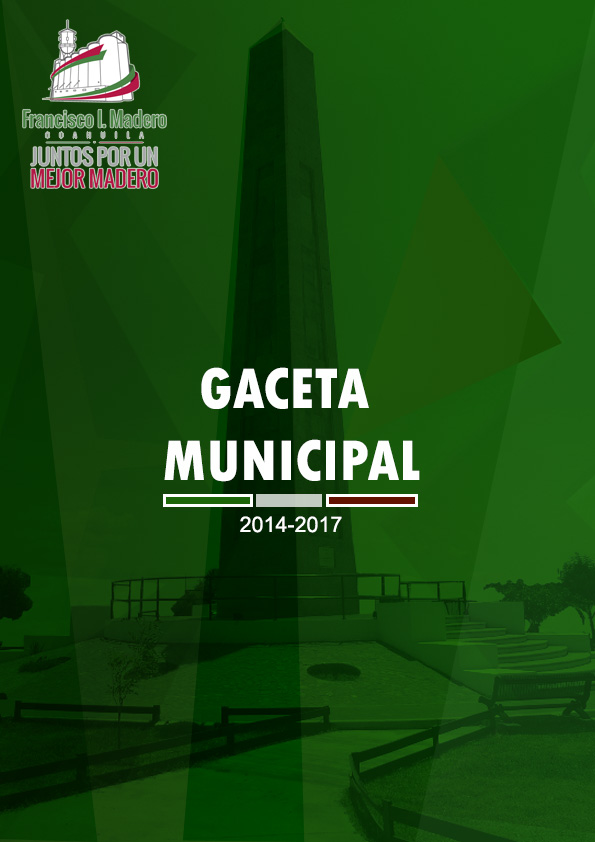 Francisco I. Madero
COAHUILA
JUNTOS POR UN
MEJOR MADERO
GACETA
MUNICIPAL
2014-2017